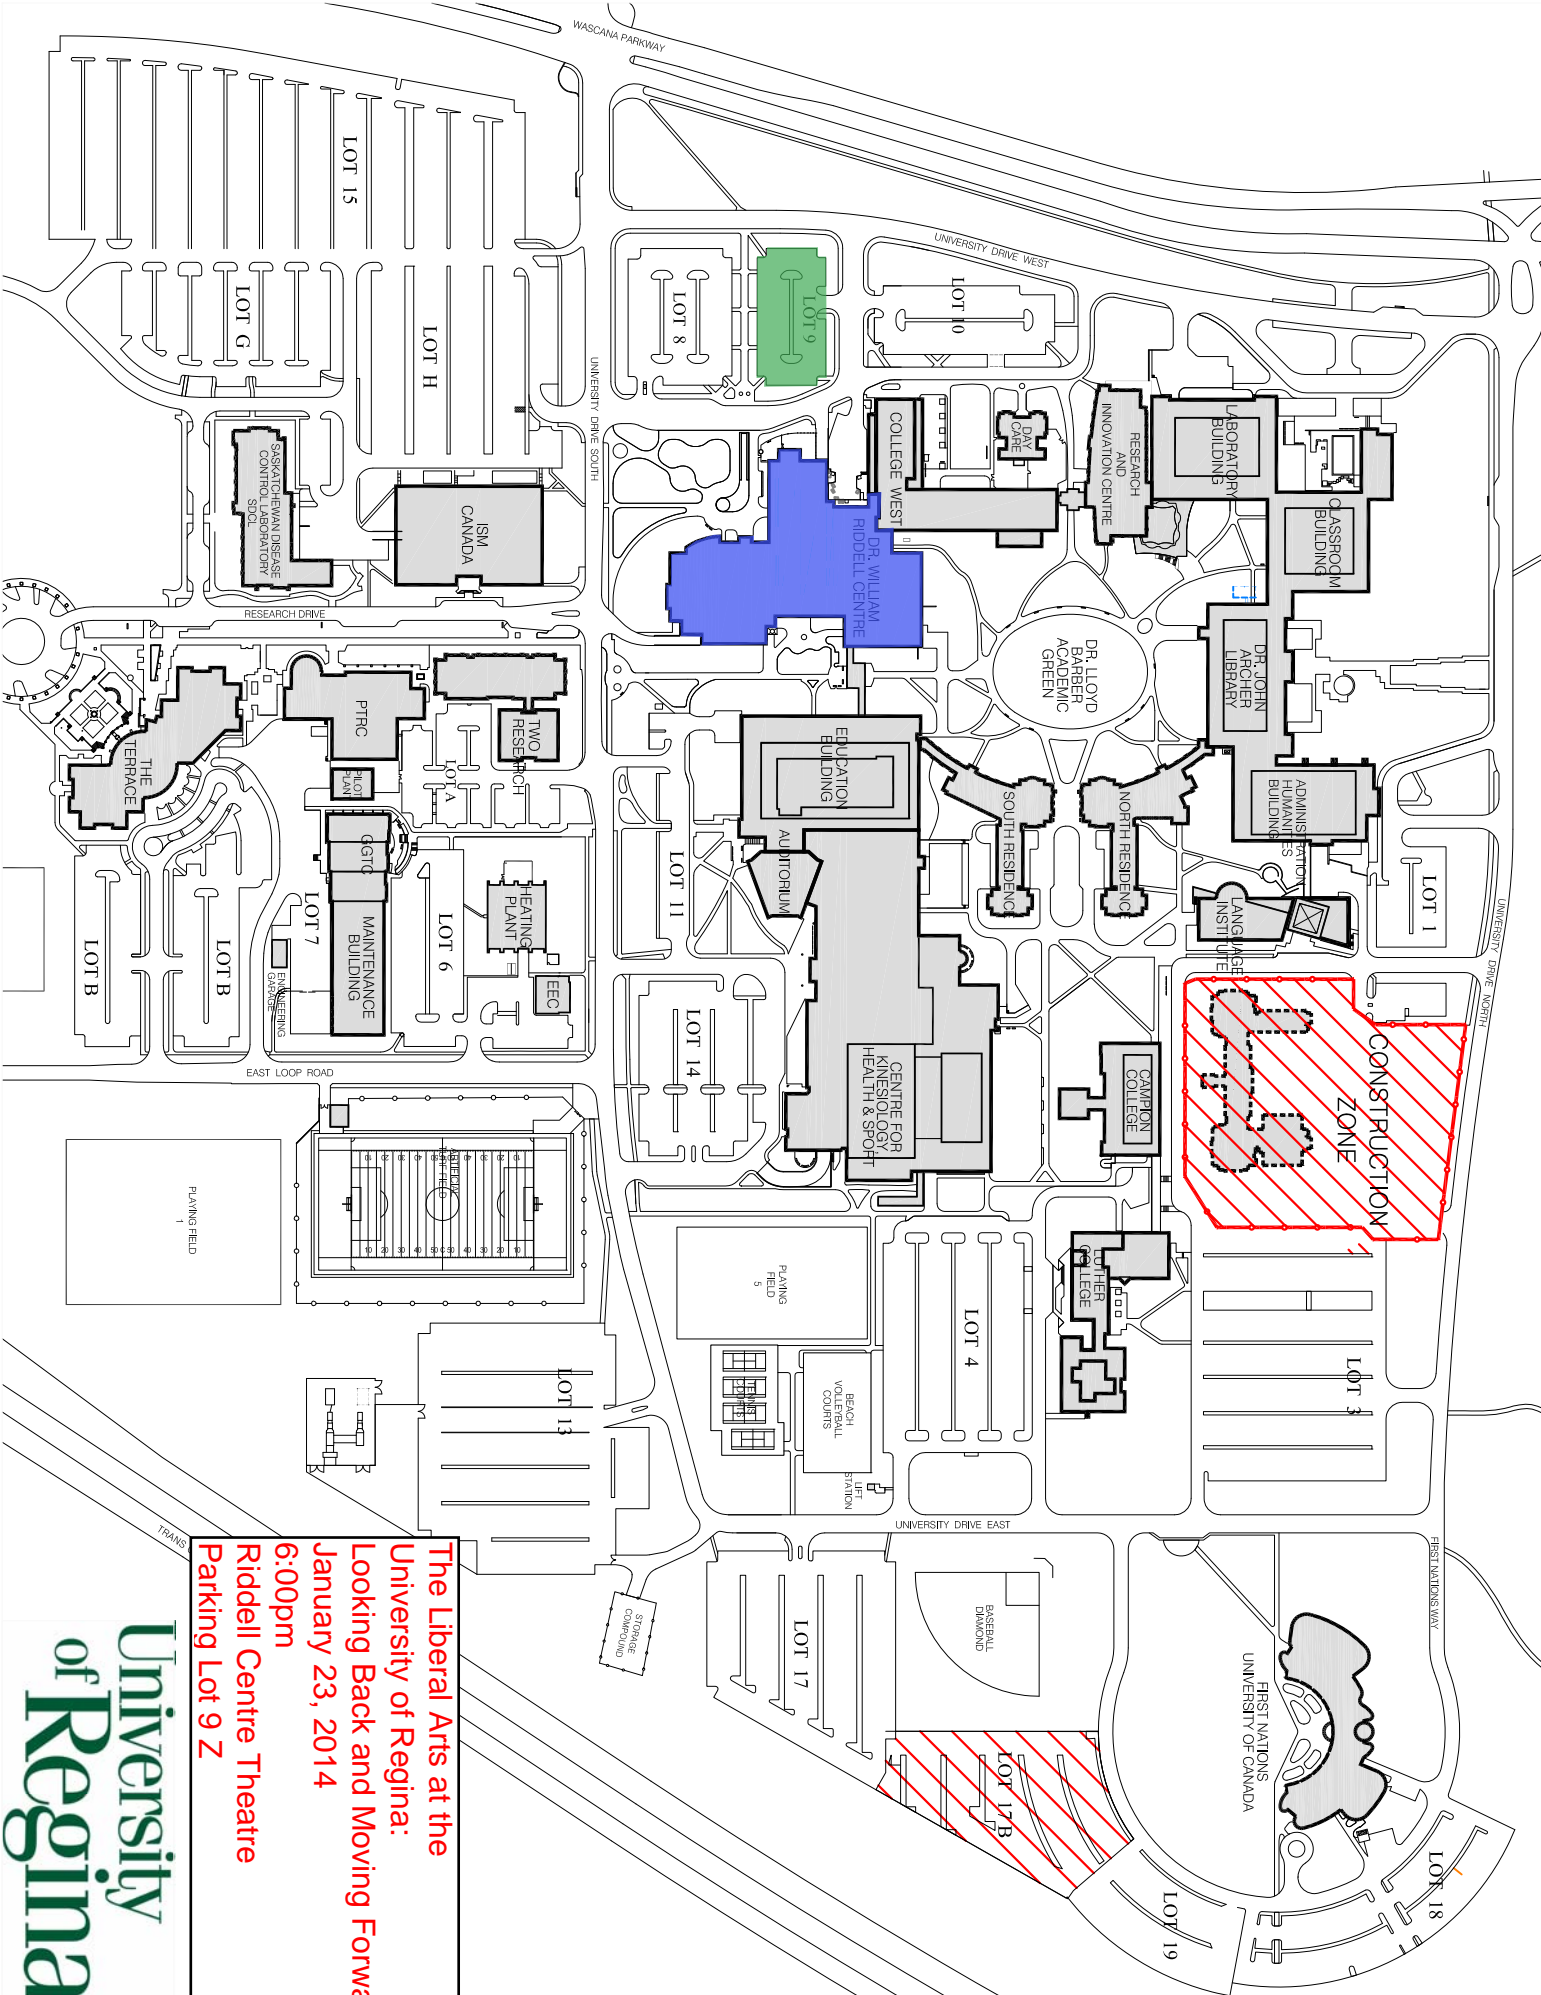 WASCANA PARKWAY
UNIVERSITY DRIVE WEST
LOT 15
LOT G
LOT H
LOT 8
LOT 9
LOT 10
UNIVERSITY DRIVE SOUTH
SASKATCHEWAN DISEASE
CONTROL LABORATORY
SDCL
ISM
CANADA
COLLEGE WEST
DAY
CARE
RESEARCH
AND
INNOVATION CENTRE
LABORATORY
BUILDING
CLASSROOM
BUILDING
DR. WILLIAM
RIDDELL CENTRE
RESEARCH DRIVE
DR. LLOYD
BARBER
ACADEMIC
GREEN
DR. JOHN
ARCHER
LIBRARY
THE
TERRACE
PTRC
PILOT
PLANT
TWO
RESEARCH
LOT A
EDUCATION
BUILDING
AUDITORIUM
SOUTH RESIDENCE
NORTH RESIDENCE
ADMINISTRATION
HUMANITIES
BUILDING
LOT 1
UNIVERSITY DRIVE NORTH
LANGUAGE
INSTITUTE
GGTC
MAINTENANCE
BUILDING
LOT 7
LOT 6
HEATING
PLANT
EEC
LOT 11
LOT B
LOT B
ENGINEERING
GARAGE
LOT 14
CENTRE FOR
KINESIOLOGY,
HEALTH & SPORT
CAMPION
COLLEGE
CONSTRUCTION
ZONE
EAST LOOP ROAD
ARTIFICIAL
TURF FIELD
PLAYING FIELD
1
PLAYING
FIELD
5
LOT 4
LUTHER
COLLEGE
LOT 3
LOT 13
TENNIS
COURTS
BEACH
VOLLEYBALL
COURTS
LIFT
STATION
UNIVERSITY DRIVE EAST
FIRST NATIONS WAY
TRANS
STORAGE
COMPOUND
LOT 17
BASEBALL
DIAMOND
LOT 17B
FIRST NATIONS
UNIVERSITY OF CANADA
LOT 18
LOT 19
The Liberal Arts at the
University of Regina:
Looking Back and Moving Forwa
January 23, 2014
6:00pm
Riddell Centre Theatre
Parking Lot 9 Z
University
of Regina